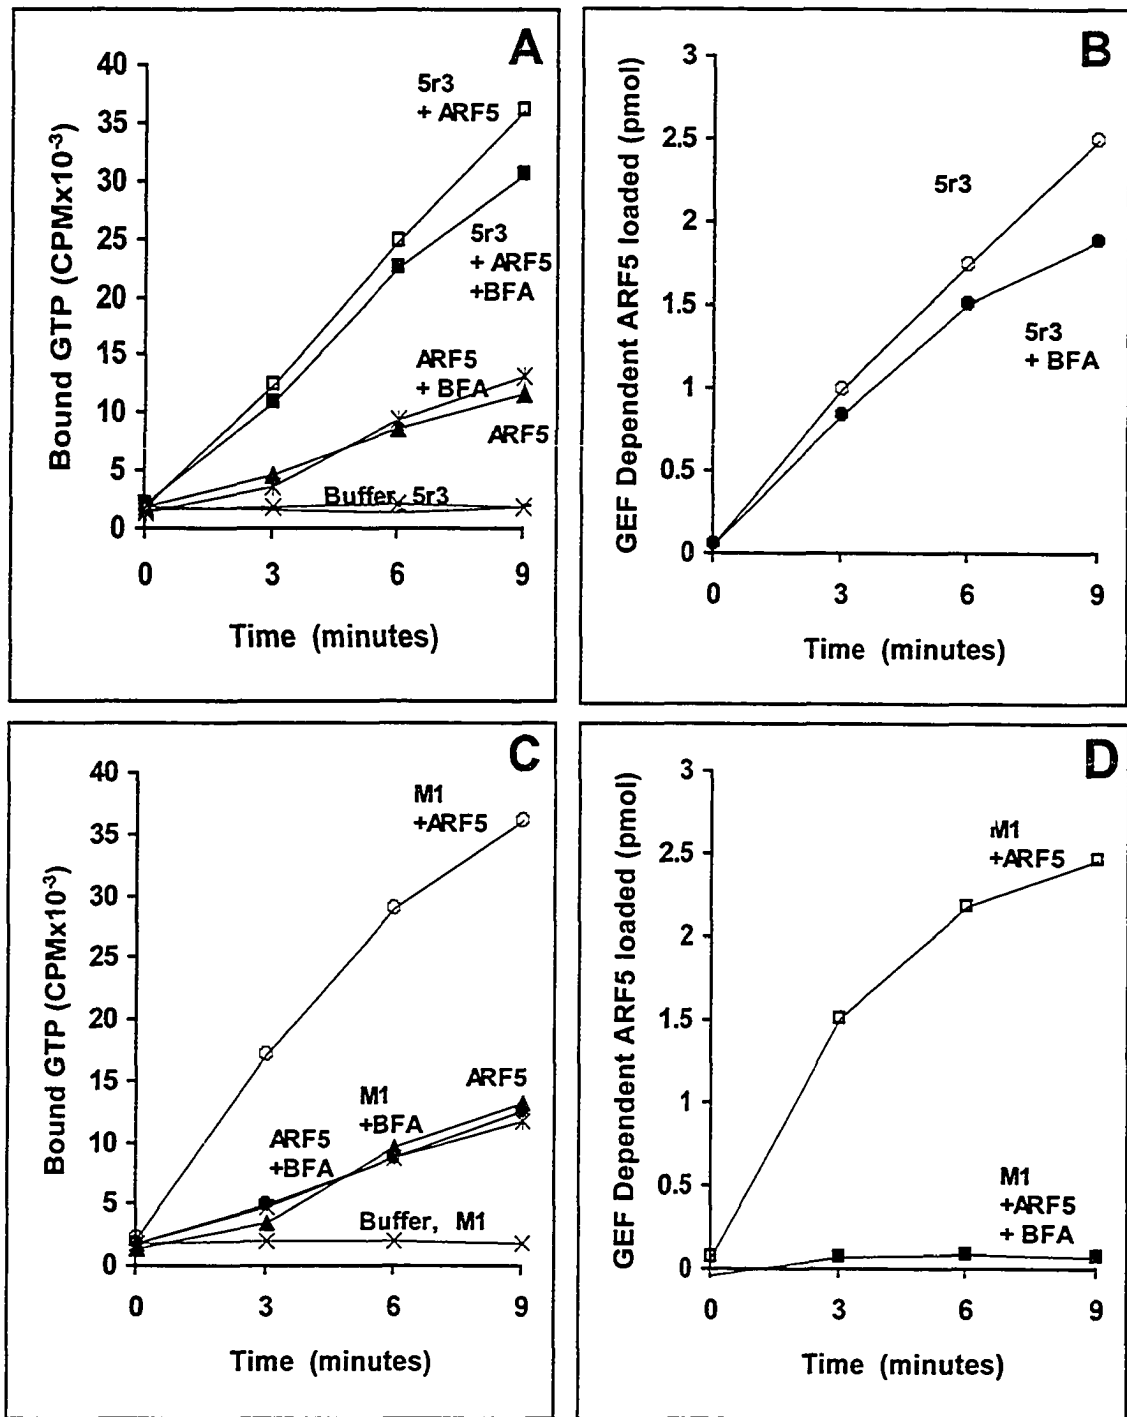 A
Bound GTP (CPMx10-3)
40
35
30
25
20
15
10
5
0
0 3 6 9
Time (minutes)
5r3
+ ARF5
5r3
+ ARF5
+BFA
ARF5
+ BFA
ARF5
Buffer, 5r3
B
GEF Dependent ARF5 loaded (pmol)
3
2.5
2
1.5
1
0.5
0
0 3 6 9
Time (minutes)
5r3
5r3
+ BFA
C
Bound GTP (CPMx10-3)
40
35
30
25
20
15
10
5
0
0 3 6 9
Time (minutes)
M1
+ARF5
ARF5
M1
+BFA
ARF5
+BFA
Buffer, M1
D
GEF Dependent ARF5 loaded (pmol)
3
2.5
2
1.5
1
0.5
0
0 3 6 9
Time (minutes)
M1
+ARF5
M1
+ARF5
+ BFA